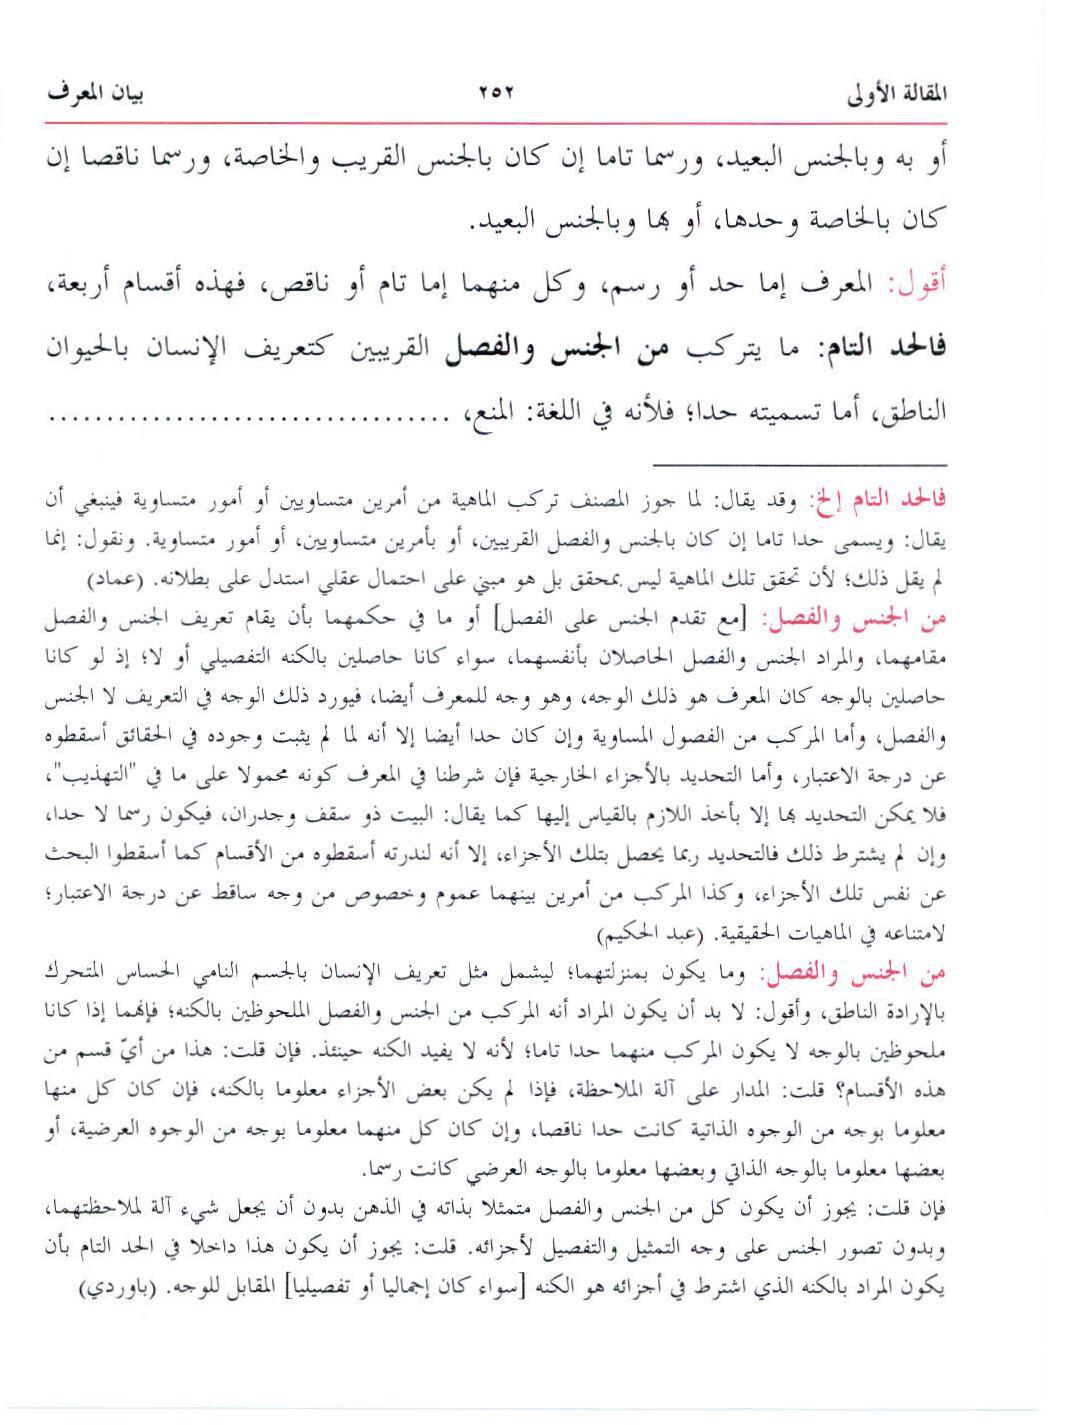 المقالة الأولى ٢٥٢ بيان المعرف
أو به وبالجنس البعيد، ورسما تاما إن كان بالجنس القريب والخاصة، ورسما ناقصا إن
كان بالخاصة وحدها، أو بها وبالجنس البعيد.
أقول: المعرف إما حد أو رسم، وكل منهما إما تام أو ناقص، فهذه أقسام أربعة،
فالحد التام: ما يتركب من الجنس والفصل القريبين كتعريف الإنسان بالحيوان
الناطق، أما تسميته حدا؛ فلأنه في اللغة: المنع، ..................................
فالحد التام إلخ: وقد يقال: لما جوز المصنف تركب الماهية من أمرين متساويين أو أمور متساوية فينبغي أن
يقال: ويسمى حدا تاما إن كان بالجنس والفصل القريبين، أو بأمرين متساويين، أو أمور متساوية. ونقول: إنما
لم يقل ذلك؛ لأن تحقق تلك الماهية ليس بمحقق بل هو مبني على احتمال عقلي استدل على بطلانه. (عماد)
من الجنس والفصل: [مع تقدم الجنس على الفصل] أو ما في حكمهما بأن يقام تعريف الجنس والفصل
مقامهما، والمراد الجنس والفصل الحاصلان بأنفسهما، سواء كانا حاصلين بالكنه التفصيلي أو لا؛ إذ لو كانا
حاصلين بالوجه كان المعرف هو ذلك الوجه، وهو وجه للمعرف أيضا، فيورد ذلك الوجه في التعريف لا الجنس
والفصل، وأما المركب من الفصول المساوية وإن كان حدا أيضا إلا أنه لما لم يثبت وجوده في الحقائق أسقطوه
عن درجة الاعتبار، وأما التحديد بالأجزاء الخارجية فإن شرطنا في المعرف كونه محمولا على ما في "التهذيب"،
فلا يمكن التحديد بها إلا بأخذ اللازم بالقياس إليها كما يقال: البيت ذو سقف وجدران، فيكون رسما لا حدا،
وإن لم يشترط ذلك فالتحديد ربما يحصل بتلك الأجزاء، إلا أنه لندرته أسقطوه من الأقسام كما أسقطوا البحث
عن نفس تلك الأجزاء، وكذا المركب من أمرين بينهما عموم وخصوص من وجه ساقط عن درجة الاعتبار؛
لامتناعه في الماهيات الحقيقية. (عبد الحكيم)
من الجنس والفصل: وما يكون بمنزلتهما؛ ليشمل مثل تعريف الإنسان بالجسم النامي الحساس المتحرك
بالإرادة الناطق، وأقول: لا بد أن يكون المراد أنه المركب من الجنس والفصل الملحوظين بالكنه؛ فإنهما إذا كانا
ملحوظين بالوجه لا يكون المركب منهما حدا تاما؛ لأنه لا يفيد الكنه حينئذ. فإن قلت: هذا من أيّ قسم من
هذه الأقسام؟ قلت: المدار على آلة الملاحظة، فإذا لم يكن بعض الأجزاء معلوما بالكنه، فإن كان كل منها
معلوما بوجه من الوجوه الذاتية كانت حدا ناقصا، وإن كان كل منهما معلوما بوجه من الوجوه العرضية، أو
بعضها معلوما بالوجه الذاتي وبعضها معلوما بالوجه العرضي كانت رسما.
فإن قلت: يجوز أن يكون كل من الجنس والفصل متمثلا بذاته في الذهن بدون أن يجعل شيء آلة لملاحظتهما،
وبدون تصور الجنس على وجه التمثيل والتفصيل لأجزائه. قلت: يجوز أن يكون هذا داخلا في الحد التام بأن
يكون المراد بالكنه الذي اشترط في أجزائه هو الكنه [سواء كان إجماليا أو تفصيليا] المقابل للوجه. (باوردي)